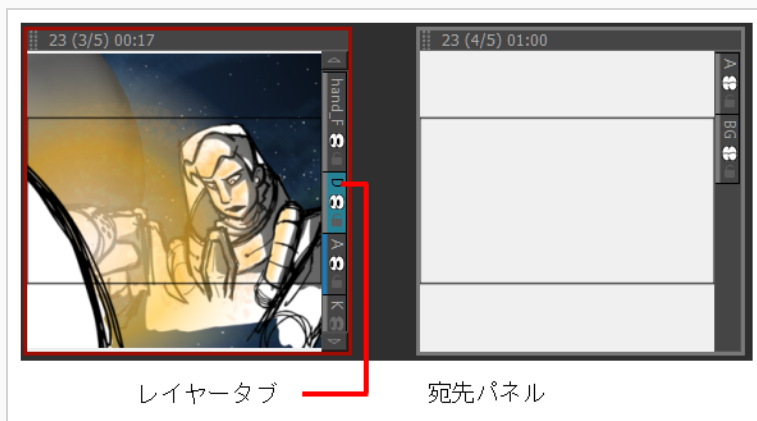 23 (3/5) 00:17
hand_F
D
A
K
23 (4/5) 01:00
A
BG
レイヤータブ
宛先パネル